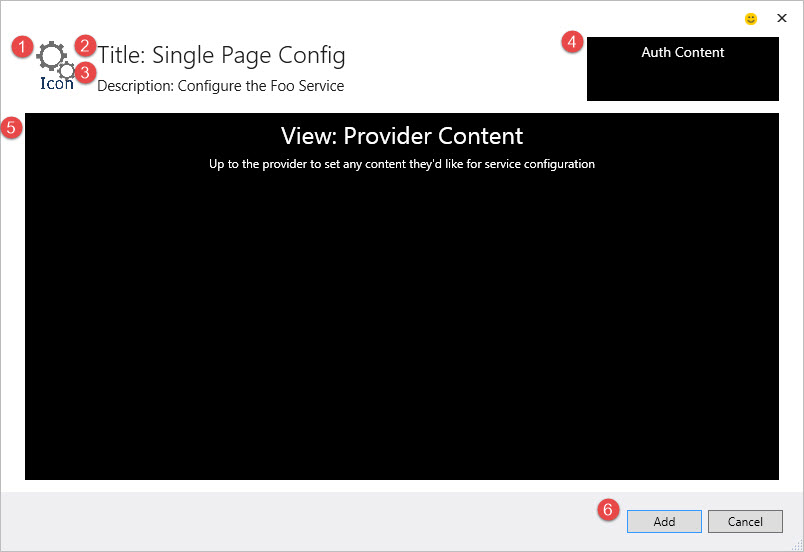 1
2
Title: Single Page Config
3
Icon
Description: Configure the Foo Service
4
Auth Content
5
View: Provider Content
Up to the provider to set any content they'd like for service configuration
6
Add
Cancel